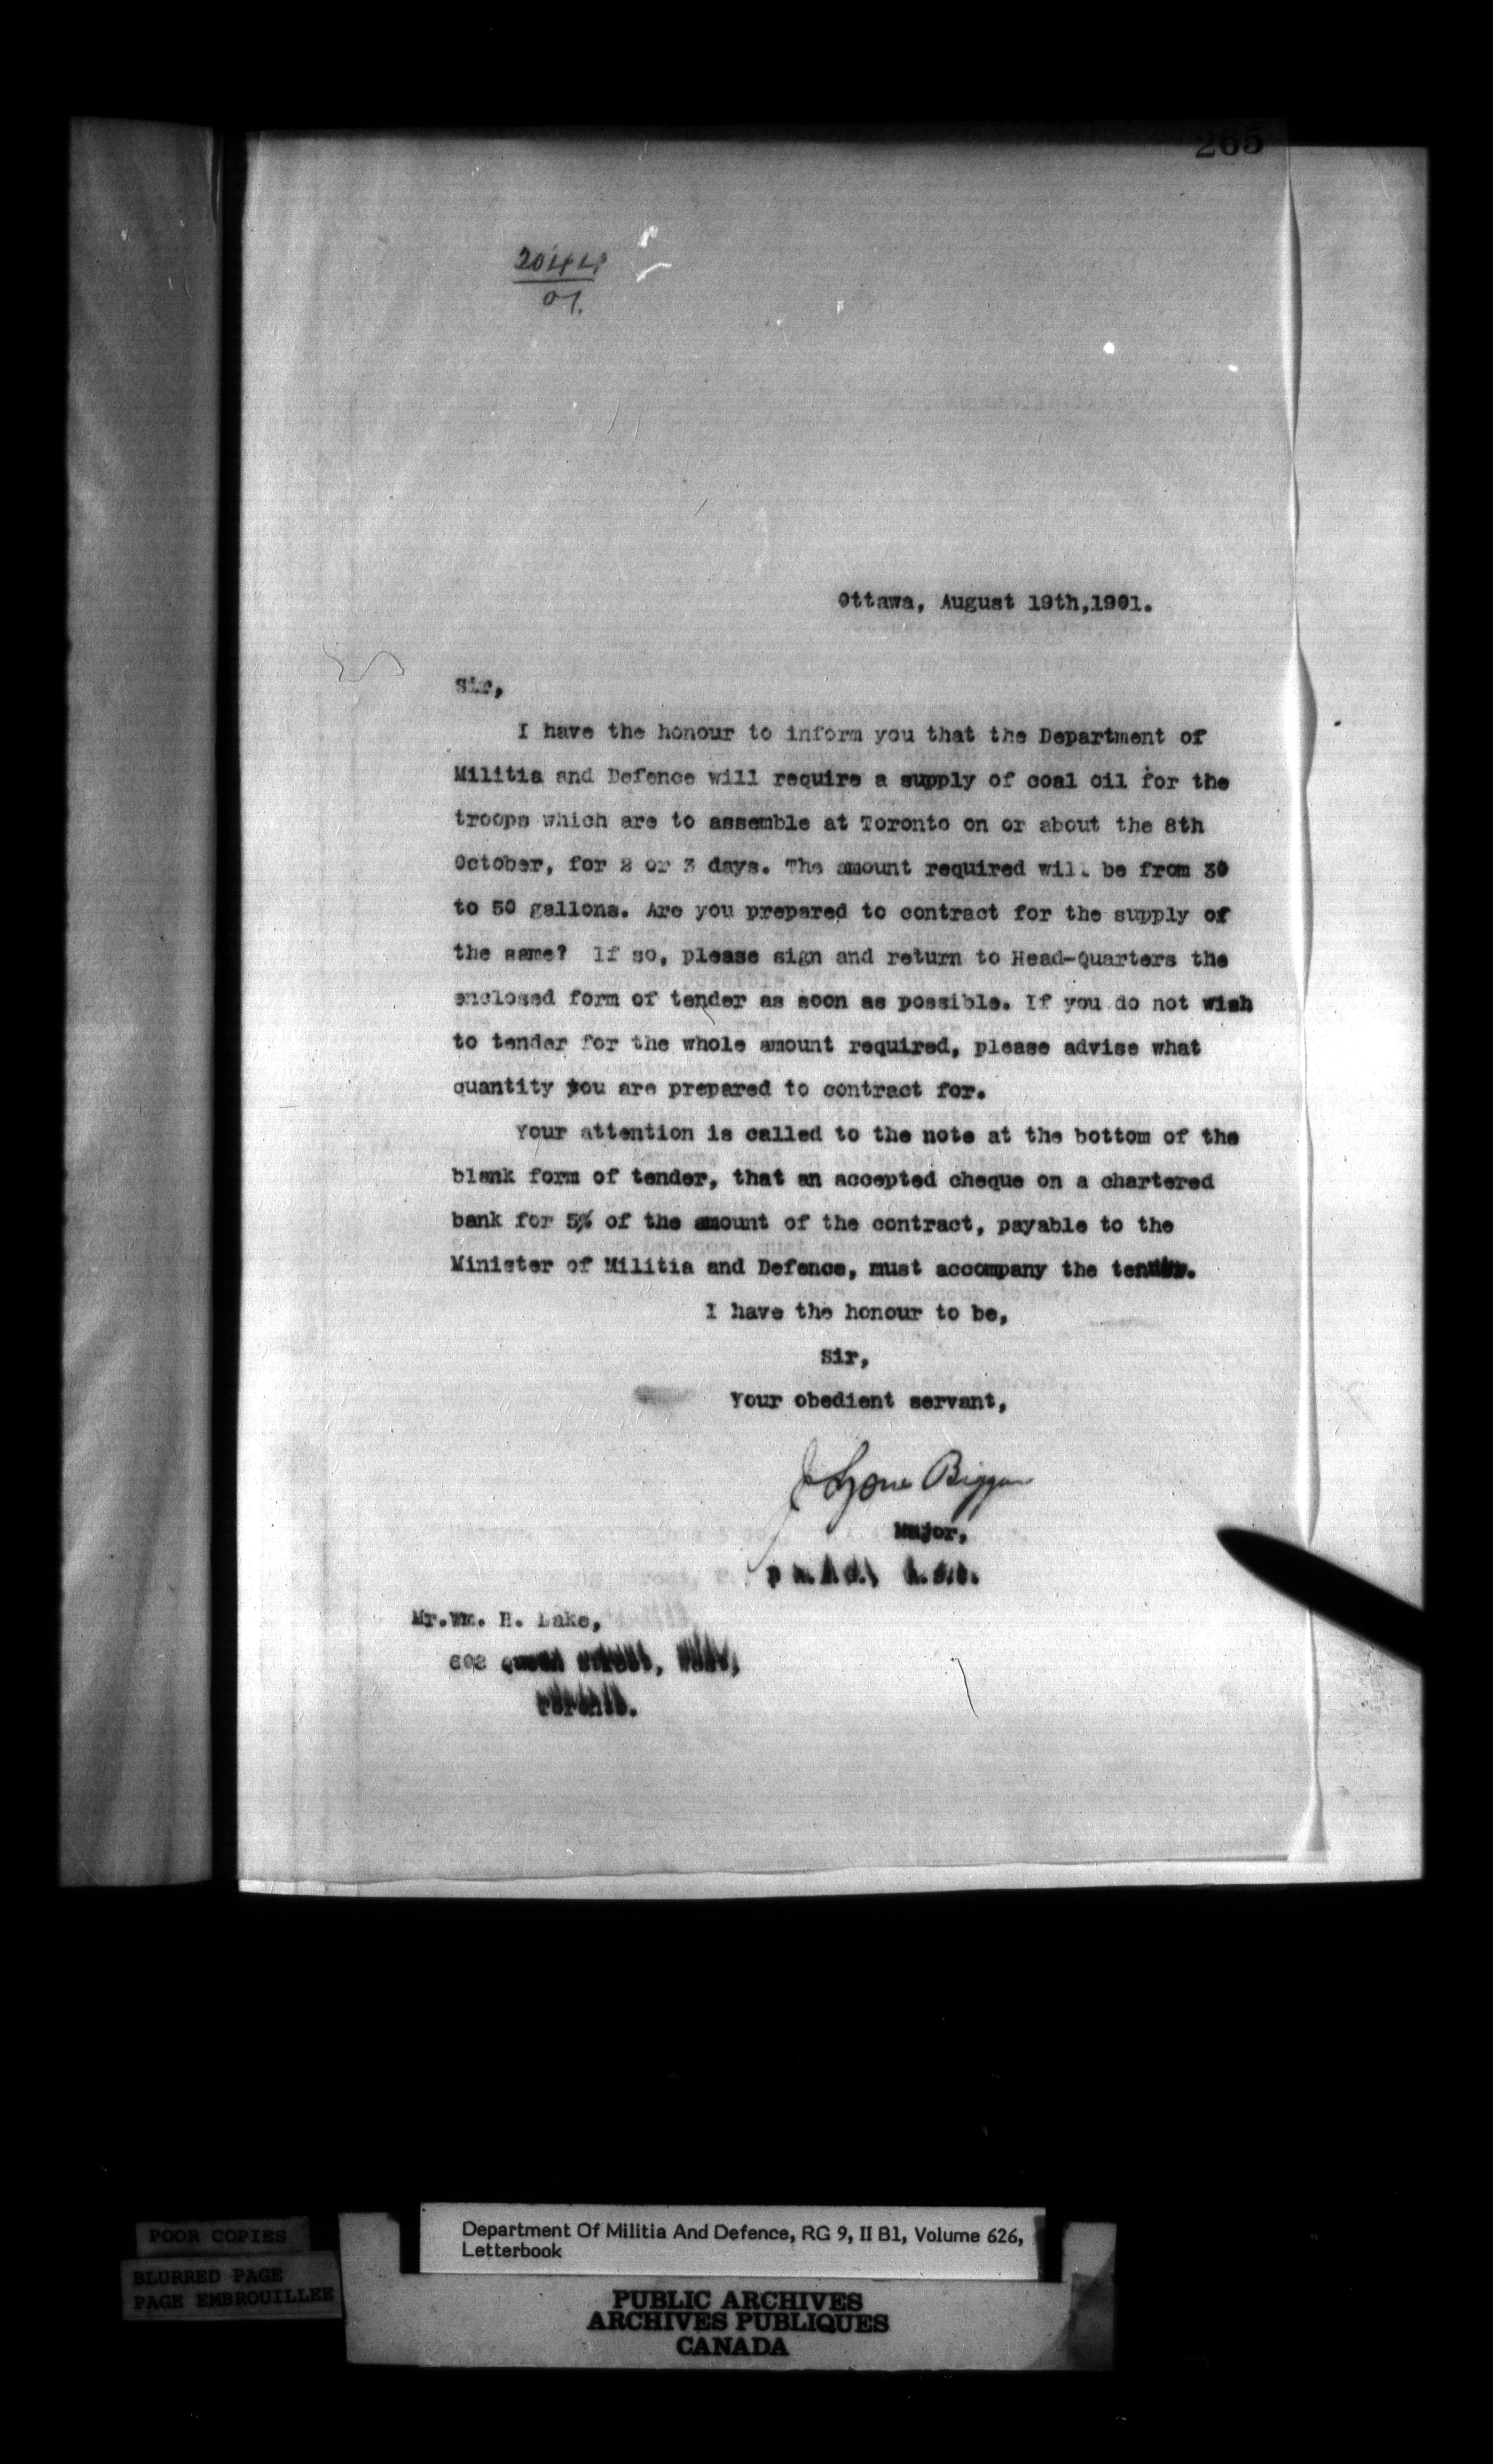 265
2044
01.
Ottawa, August 19th,1901.
Sir,
I have the honour to inform you that the Department of
Militia and Defence will require a supply of coal oil for the
troops which are to assemble at Toronto on or about the 8th
October, for 2 or 3 days. The amount required will be from 30
to 50 gallons. Are you prepared to contract for the supply of
the same? If so, please sign and return to Head-Quarters the
enclosed form of tender as soon as possible. If you do not wish
to tender for the whole amount required, please advise what
quantity you are prepared to contract for.
Your attention is called to the note at the bottom of the
blank form of tender, that an accepted cheque on a chartered
bank for 5% of the amount of the contract, payable to the
Minister of Militia and Defence, must accompany the tender.
I have the honour to be,
Sir,
Your obedient servant,
J Lyons Biggar
Major,
Mr.Wm. H. Lake,
Queen Street, West,
Toronto.
POOR COPIES
BLURRED PAGE
PAGE EMBROUILLEE
Department Of Militia And Defence, RG 9, II B1, Volume 626,
Letterbook
PUBLIC ARCHIVES
ARCHIVES PUBLIQUES
CANADA